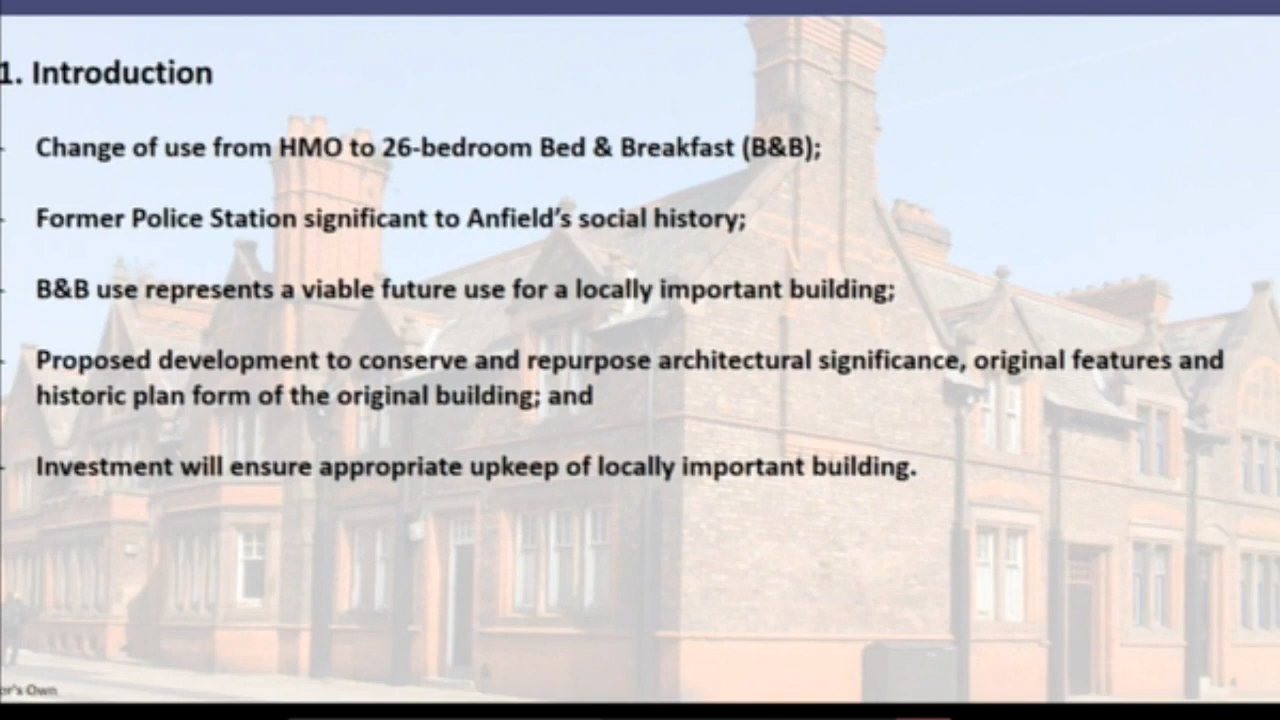 1. Introduction
- Change of use from HMO to 26-bedroom Bed & Breakfast (B&B);
- Former Police Station significant to Anfield’s social history;
- B&B use represents a viable future use for a locally important building;
- Proposed development to conserve and repurpose architectural significance, original features and
historic plan form of the original building; and
- Investment will ensure appropriate upkeep of locally important building.
Own